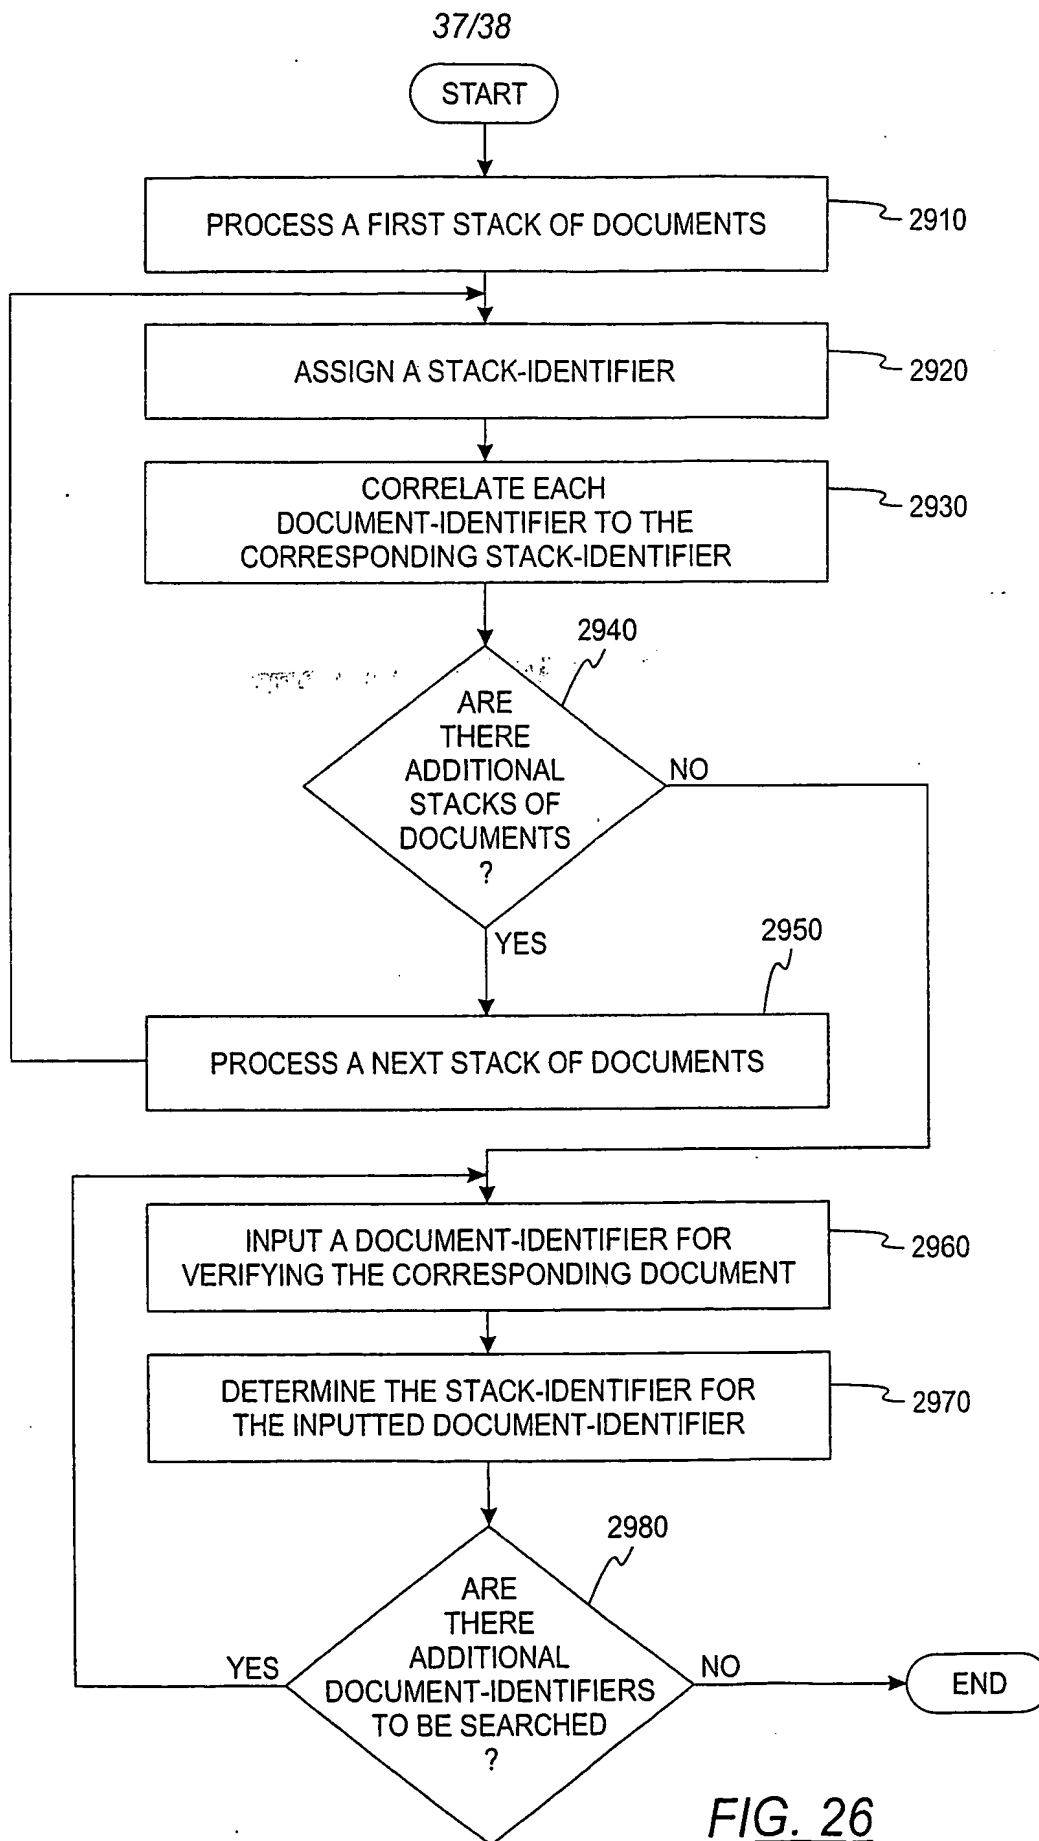 37/38
START
PROCESS A FIRST STACK OF DOCUMENTS
2910
ASSIGN A STACK-IDENTIFIER
2920
CORRELATE EACH
DOCUMENT-IDENTIFIER TO THE
CORRESPONDING STACK-IDENTIFIER
2930
2940
ARE
THERE
ADDITIONAL
STACKS OF
DOCUMENTS
?
NO
YES
2950
PROCESS A NEXT STACK OF DOCUMENTS
INPUT A DOCUMENT-IDENTIFIER FOR
VERIFYING THE CORRESPONDING DOCUMENT
2960
DETERMINE THE STACK-IDENTIFIER FOR
THE INPUTTED DOCUMENT-IDENTIFIER
2970
2980
ARE
THERE
ADDITIONAL
DOCUMENT-IDENTIFIERS
TO BE SEARCHED
?
YES
NO
END
FIG. 26